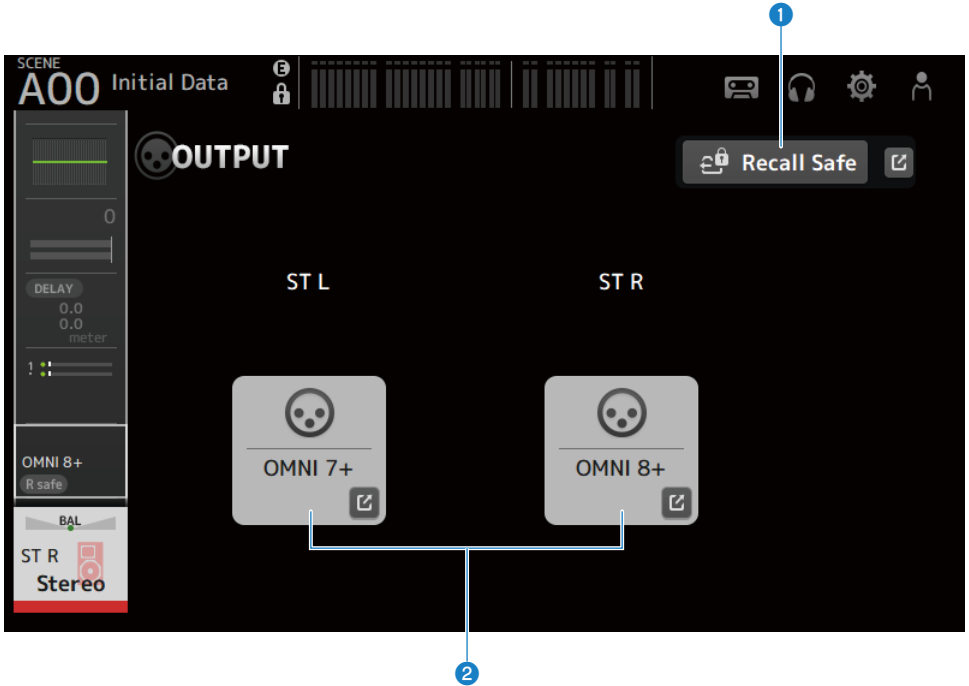 1
SCENE
A00 Initial Data
E
OUTPUT
Recall Safe
0
DELAY
0.0
0.0
meter
ST L
ST R
1
OMNI 7+
OMNI 8+
OMNI 8+
R safe
BAL
ST R
Stereo
2